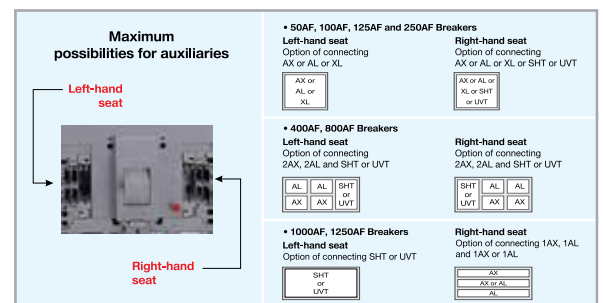 Maximum
possibilities for auxiliaries
Left-hand
seat
Right-hand
seat
• 50AF, 100AF, 125AF and 250AF Breakers
Left-hand seat
Option of connecting
AX or AL or XL
AX or
AL or
XL
Right-hand seat
Option of connecting
AX or AL or XL or SHT or UVT
AX or AL or
XL or SHT
or UVT
• 400AF, 800AF Breakers
Left-hand seat
Option of connecting
2AX, 2AL and SHT or UVT
AL AL SHT
or
AX AX UVT
Right-hand seat
Option of connecting
2AX, 2AL and SHT or UVT
SHT AL AL
or
UVT AX AX
• 1000AF, 1250AF Breakers
Left-hand seat
Option of connecting SHT or UVT
SHT
or
UVT
Right-hand seat
Option of connecting 1AX, 1AL
and 1AX or 1AL
AX
AX or AL
AL